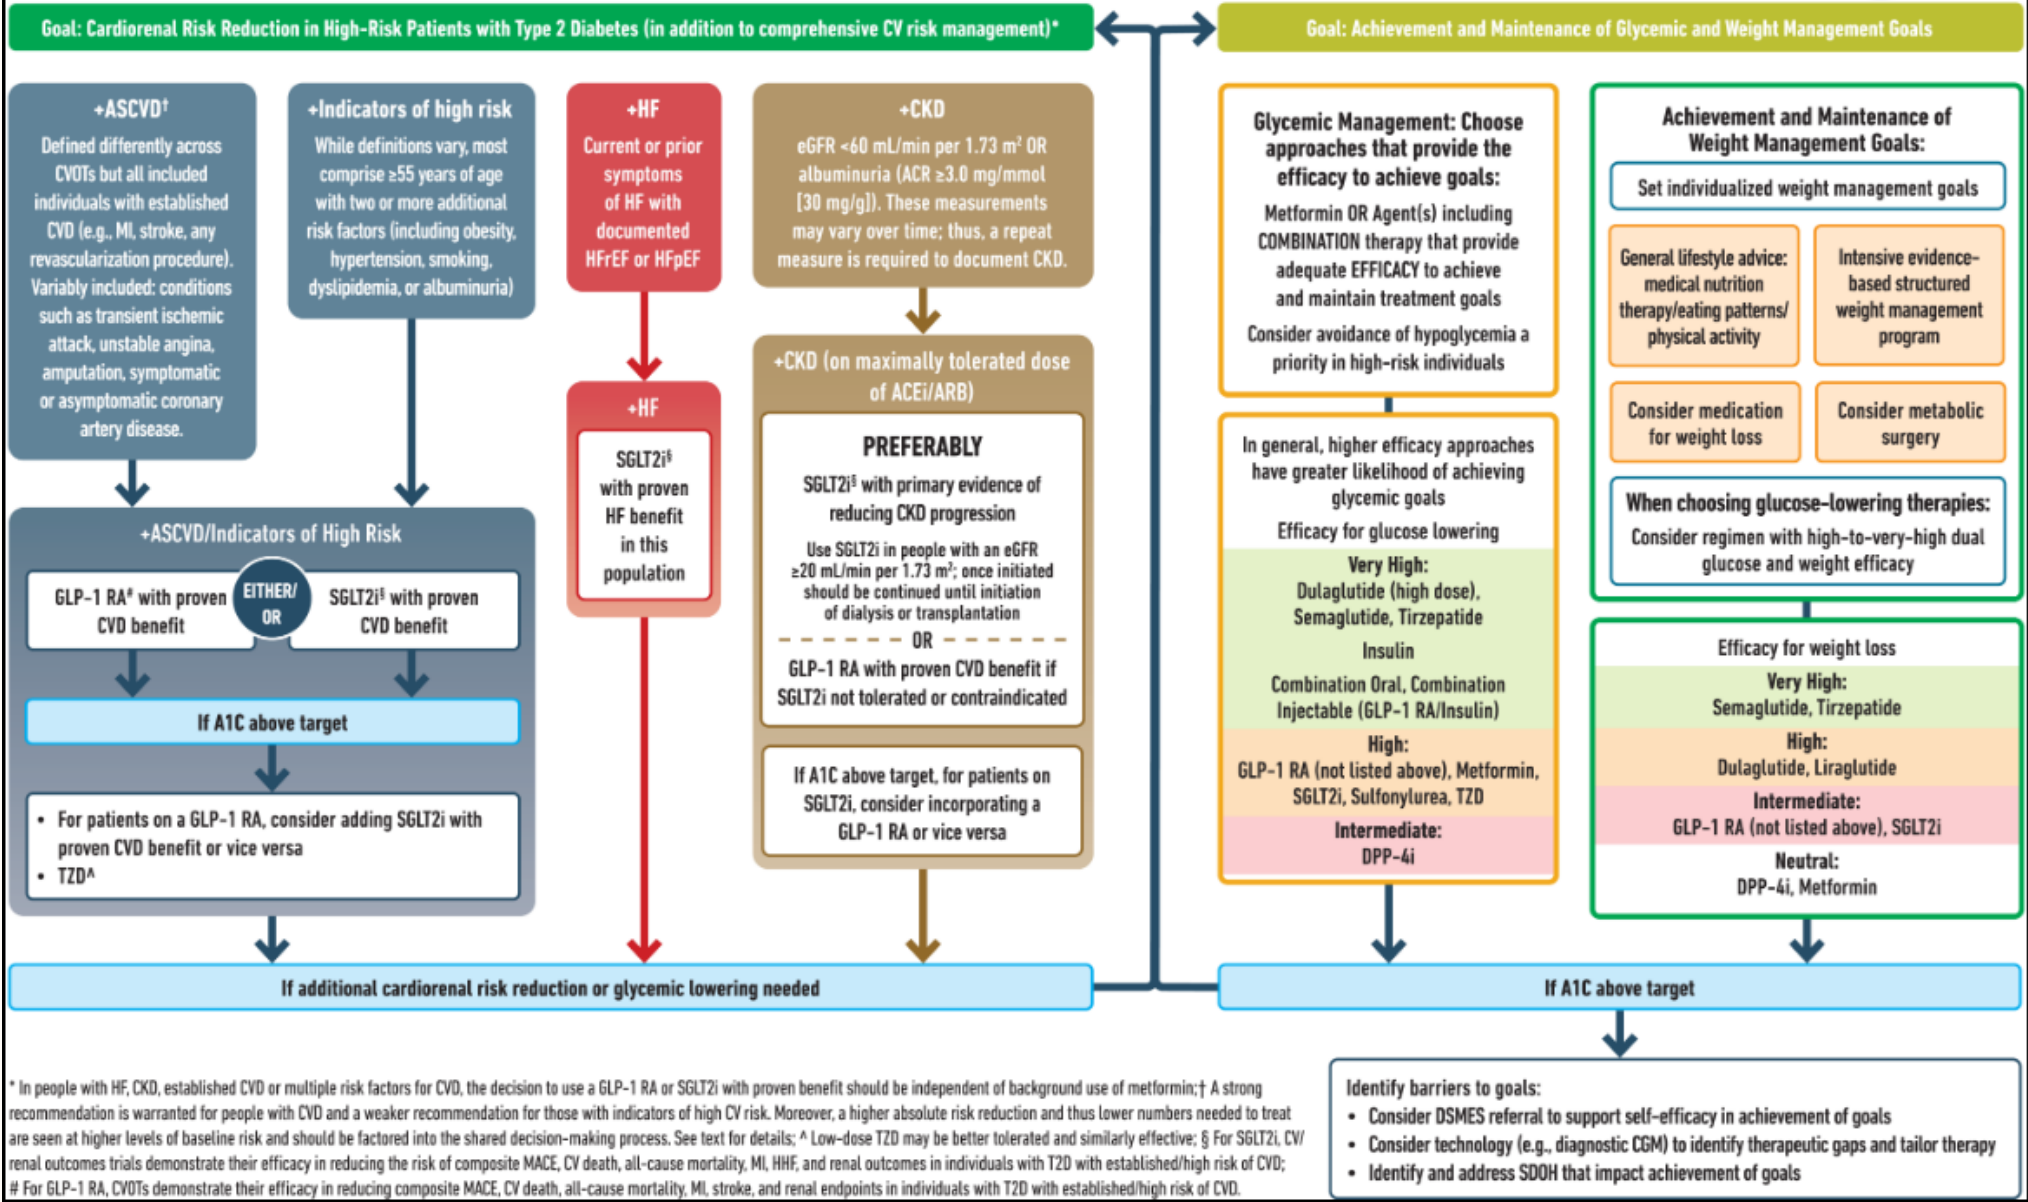 Goal: Cardiorenal Risk Reduction in High-Risk Patients with Type 2 Diabetes (in addition to comprehensive CV risk management)*
+ASCVD†
Defined differently across
CVOTs but all included
individuals with established
CVD (e.g., MI, stroke, any
revascularization procedure).
Variably included: conditions
such as transient ischemic
attack, unstable angina,
amputation, symptomatic
or asymptomatic coronary
artery disease.
+Indicators of high risk
While definitions vary, most
comprise ≥55 years of age
with two or more additional
risk factors (including obesity,
hypertension, smoking,
dyslipidemia, or albuminuria)
+ASCVD/Indicators of High Risk
GLP-1 RA# with proven
CVD benefit
EITHER/
OR
SGLT2i§ with proven
CVD benefit
If A1C above target
• For patients on a GLP-1 RA, consider adding SGLT2i with
proven CVD benefit or vice versa
• TZD^
+HF
Current or prior
symptoms
of HF with
documented
HFrEF or HFpEF
+HF
SGLT2i§
with proven
HF benefit
in this
population
+CKD
eGFR <60 mL/min per 1.73 m² OR
albuminuria (ACR ≥3.0 mg/mmol
[30 mg/g]). These measurements
may vary over time; thus, a repeat
measure is required to document CKD.
+CKD (on maximally tolerated dose
of ACEi/ARB)
PREFERABLY
SGLT2i§ with primary evidence of
reducing CKD progression
Use SGLT2i in people with an eGFR
≥20 mL/min per 1.73 m²; once initiated
should be continued until initiation
of dialysis or transplantation
OR
GLP-1 RA with proven CVD benefit if
SGLT2i not tolerated or contraindicated
If A1C above target, for patients on
SGLT2i, consider incorporating a
GLP-1 RA or vice versa
If additional cardiorenal risk reduction or glycemic lowering needed
Goal: Achievement and Maintenance of Glycemic and Weight Management Goals
Glycemic Management: Choose
approaches that provide the
efficacy to achieve goals:
Metformin OR Agent(s) including
COMBINATION therapy that provide
adequate EFFICACY to achieve
and maintain treatment goals
Consider avoidance of hypoglycemia a
priority in high-risk individuals
In general, higher efficacy approaches
have greater likelihood of achieving
glycemic goals
Efficacy for glucose lowering
Very High:
Dulaglutide (high dose),
Semaglutide, Tirzepatide
Insulin
Combination Oral, Combination
Injectable (GLP-1 RA/Insulin)
High:
GLP-1 RA (not listed above), Metformin,
SGLT2i, Sulfonylurea, TZD
Intermediate:
DPP-4i
Achievement and Maintenance of
Weight Management Goals:
Set individualized weight management goals
General lifestyle advice:
medical nutrition
therapy/eating patterns/
physical activity
Intensive evidence-
based structured
weight management
program
Consider medication
for weight loss
Consider metabolic
surgery
When choosing glucose-lowering therapies:
Consider regimen with high-to-very-high dual
glucose and weight efficacy
Efficacy for weight loss
Very High:
Semaglutide, Tirzepatide
High:
Dulaglutide, Liraglutide
Intermediate:
GLP-1 RA (not listed above), SGLT2i
Neutral:
DPP-4i, Metformin
If A1C above target
Identify barriers to goals:
• Consider DSMES referral to support self-efficacy in achievement of goals
• Consider technology (e.g., diagnostic CGM) to identify therapeutic gaps and tailor therapy
• Identify and address SDOH that impact achievement of goals
* In people with HF, CKD, established CVD or multiple risk factors for CVD, the decision to use a GLP-1 RA or SGLT2i with proven benefit should be independent of background use of metformin;† A strong
recommendation is warranted for people with CVD and a weaker recommendation for those with indicators of high CV risk. Moreover, a higher absolute risk reduction and thus lower numbers needed to treat
are seen at higher levels of baseline risk and should be factored into the shared decision-making process. See text for details; ^ Low-dose TZD may be better tolerated and similarly effective; § For SGLT2i, CV/
renal outcomes trials demonstrate their efficacy in reducing the risk of composite MACE, CV death, all-cause mortality, MI, HHF, and renal outcomes in individuals with T2D with established/high risk of CVD;
# For GLP-1 RA, CVOTs demonstrate their efficacy in reducing composite MACE, CV death, all-cause mortality, MI, stroke, and renal endpoints in individuals with T2D with established/high risk of CVD.